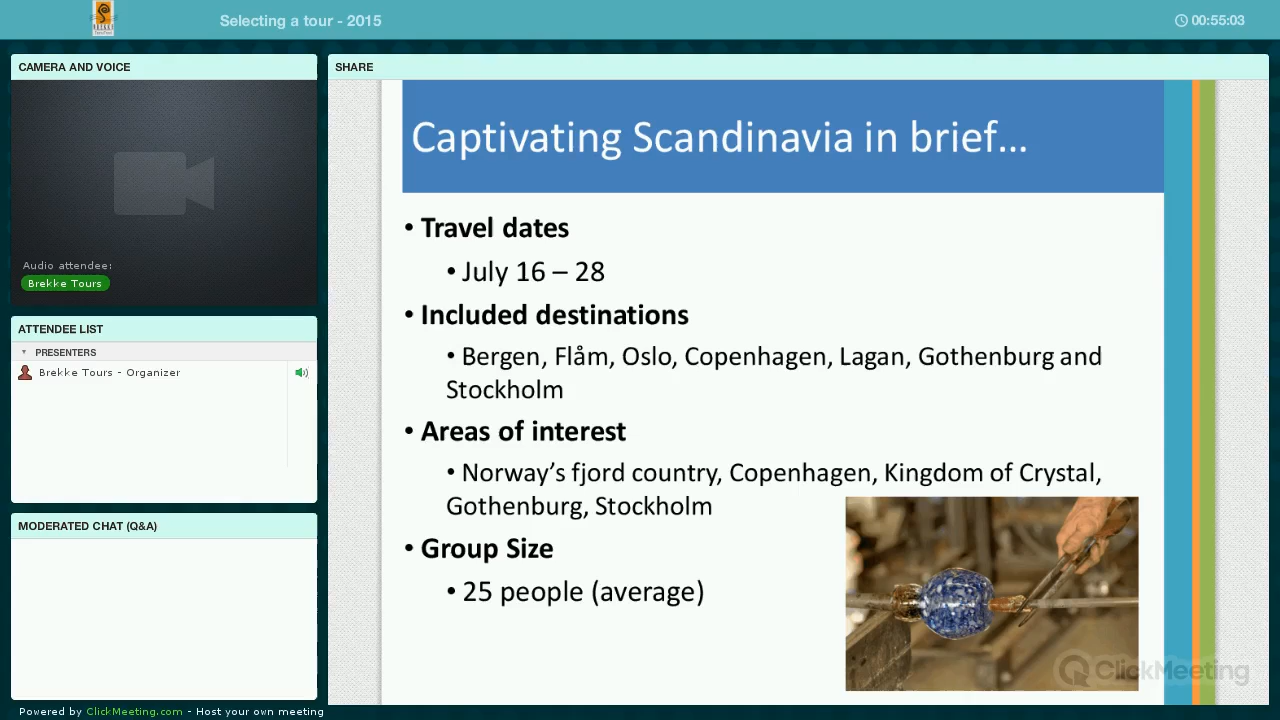 Selecting a tour - 2015
00:55:03
CAMERA AND VOICE
Audio attendee:
Brekke Tours
ATTENDEE LIST
PRESENTERS
Brekke Tours - Organizer
MODERATED CHAT (Q&A)
SHARE
Captivating Scandinavia in brief...
• Travel dates
• July 16 – 28
• Included destinations
• Bergen, Flåm, Oslo, Copenhagen, Lagan, Gothenburg and
Stockholm
• Areas of interest
• Norway's fjord country, Copenhagen, Kingdom of Crystal,
Gothenburg, Stockholm
• Group Size
• 25 people (average)
ClickMeeting
Powered by ClickMeeting.com - Host your own meeting